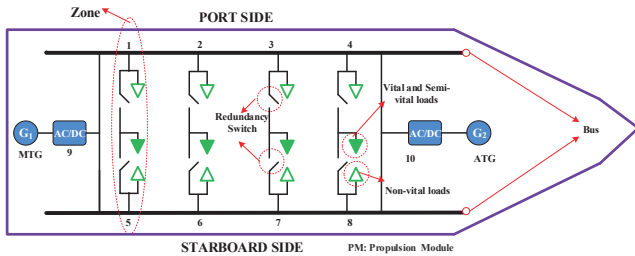 Zone
PORT SIDE
1
2
3
4
Vital and Semi-
vital loads
G1
AC/DC
MTG
9
Redundancy
Switch
AC/DC
G2
10
ATG
Bus
Non-vital loads
5
6
7
8
STARBOARD SIDE
PM: Propulsion Module